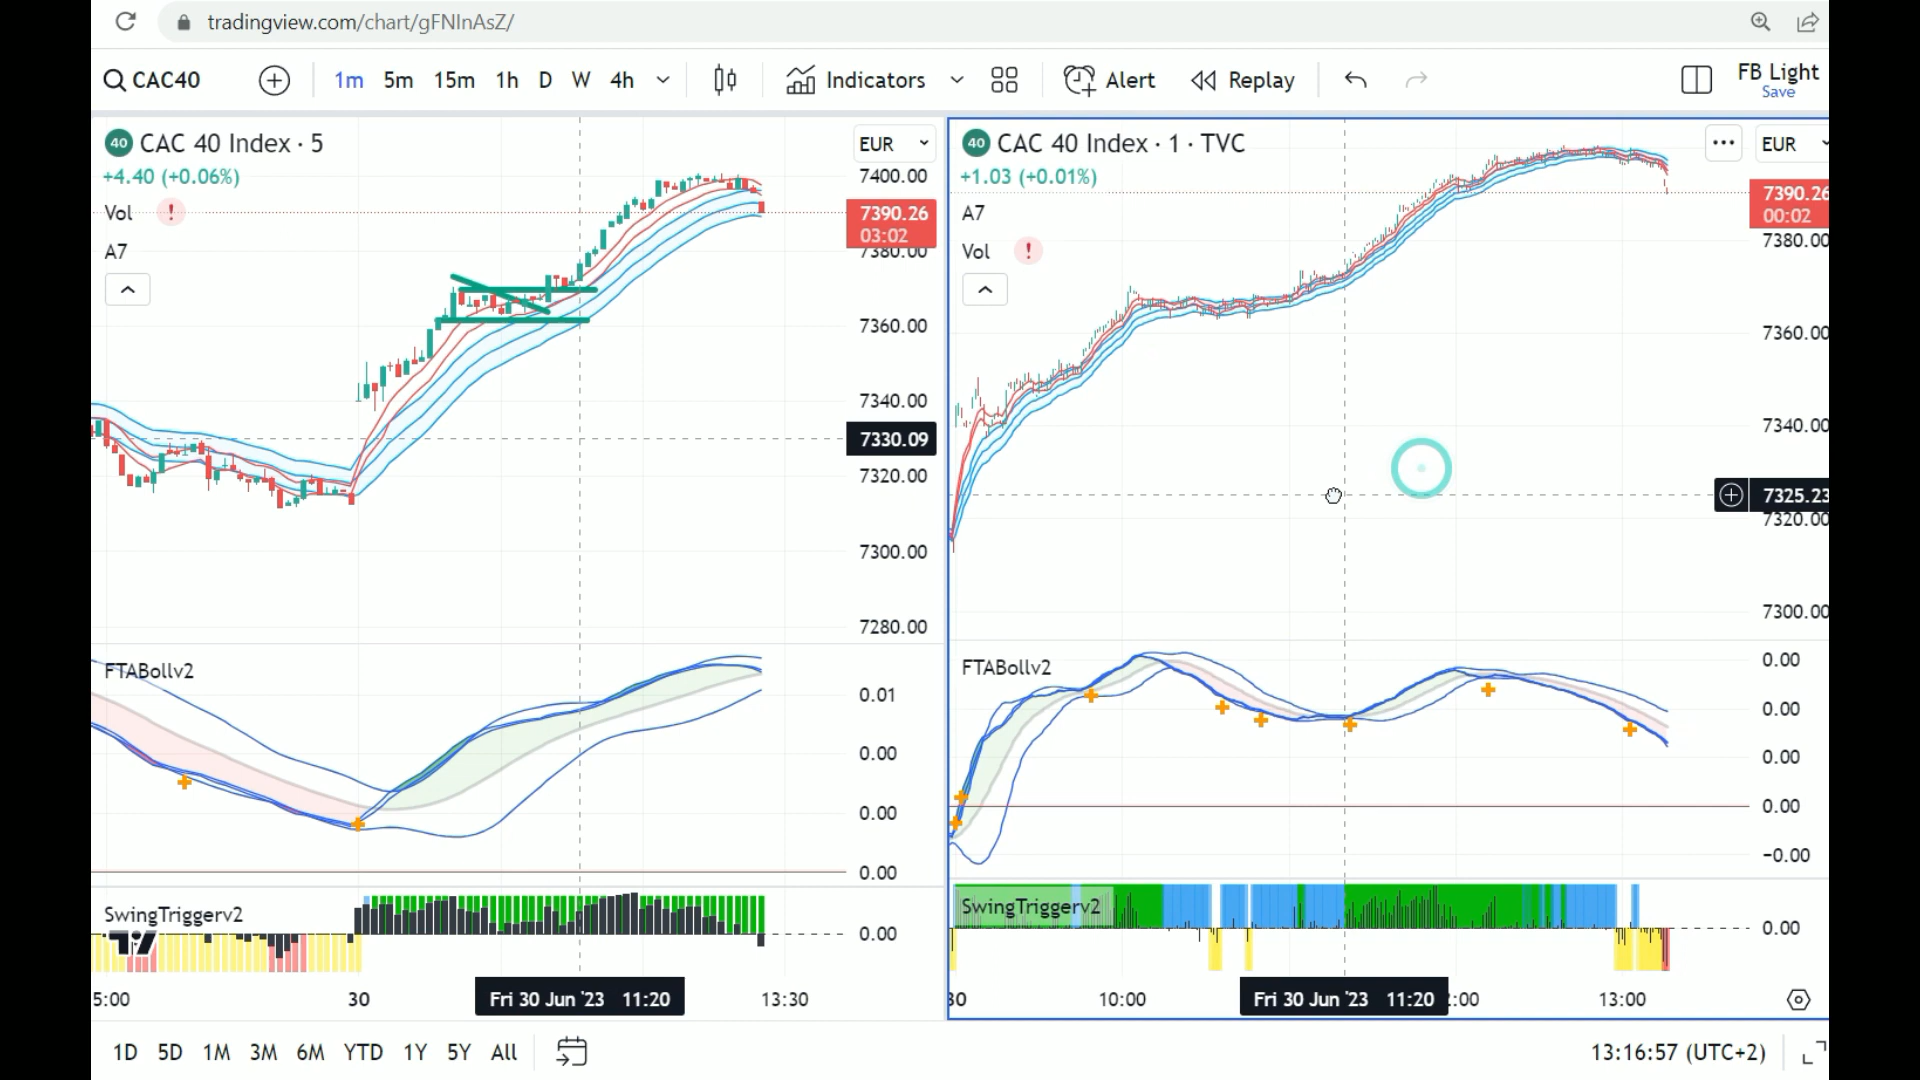 tradingview.com/chart/gFNInAsZ/
CAC40 1m 5m 15m 1h D W 4h Indicators Alert Replay FB Light
Save
40 CAC 40 Index · 5 EUR
+4.40 (+0.06%)
Vol !
A7
7400.00
7390.26
03:02
7380.00
7360.00
7340.00
7330.09
7320.00
7300.00
7280.00
FTABollv2
0.01
0.00
0.00
0.00
SwingTriggerv2
0.00
5:00 30 Fri 30 Jun '23 11:20 13:30
40 CAC 40 Index · 1 · TVC EUR
+1.03 (+0.01%)
A7
Vol !
7390.26
00:02
7380.00
7360.00
7340.00
7325.23
7320.00
7300.00
FTABollv2
0.00
0.00
0.00
0.00
−0.00
SwingTriggerv2
0.00
30 10:00 Fri 30 Jun '23 11:20 2:00 13:00
1D 5D 1M 3M 6M YTD 1Y 5Y All 13:16:57 (UTC+2)